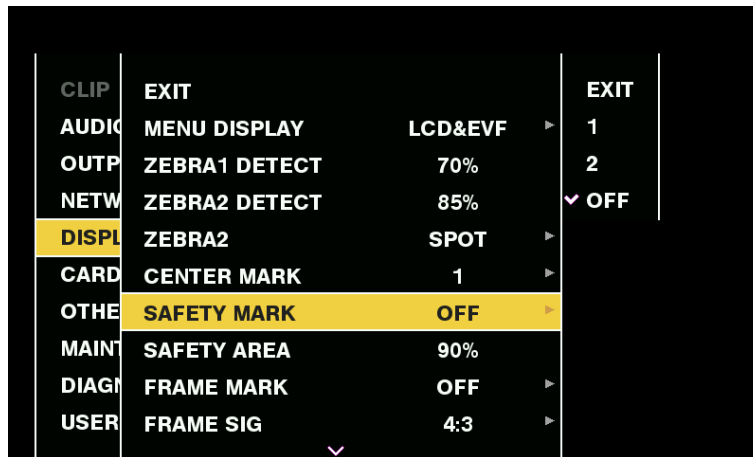 CLIP
AUDIO
OUTP
NETW
DISPL
CARD
OTHE
MAINT
DIAGN
USER
EXIT
MENU DISPLAY LCD&EVF
ZEBRA1 DETECT 70%
ZEBRA2 DETECT 85%
ZEBRA2 SPOT
CENTER MARK 1
SAFETY MARK OFF
SAFETY AREA 90%
FRAME MARK OFF
FRAME SIG 4:3
EXIT
1
2
OFF